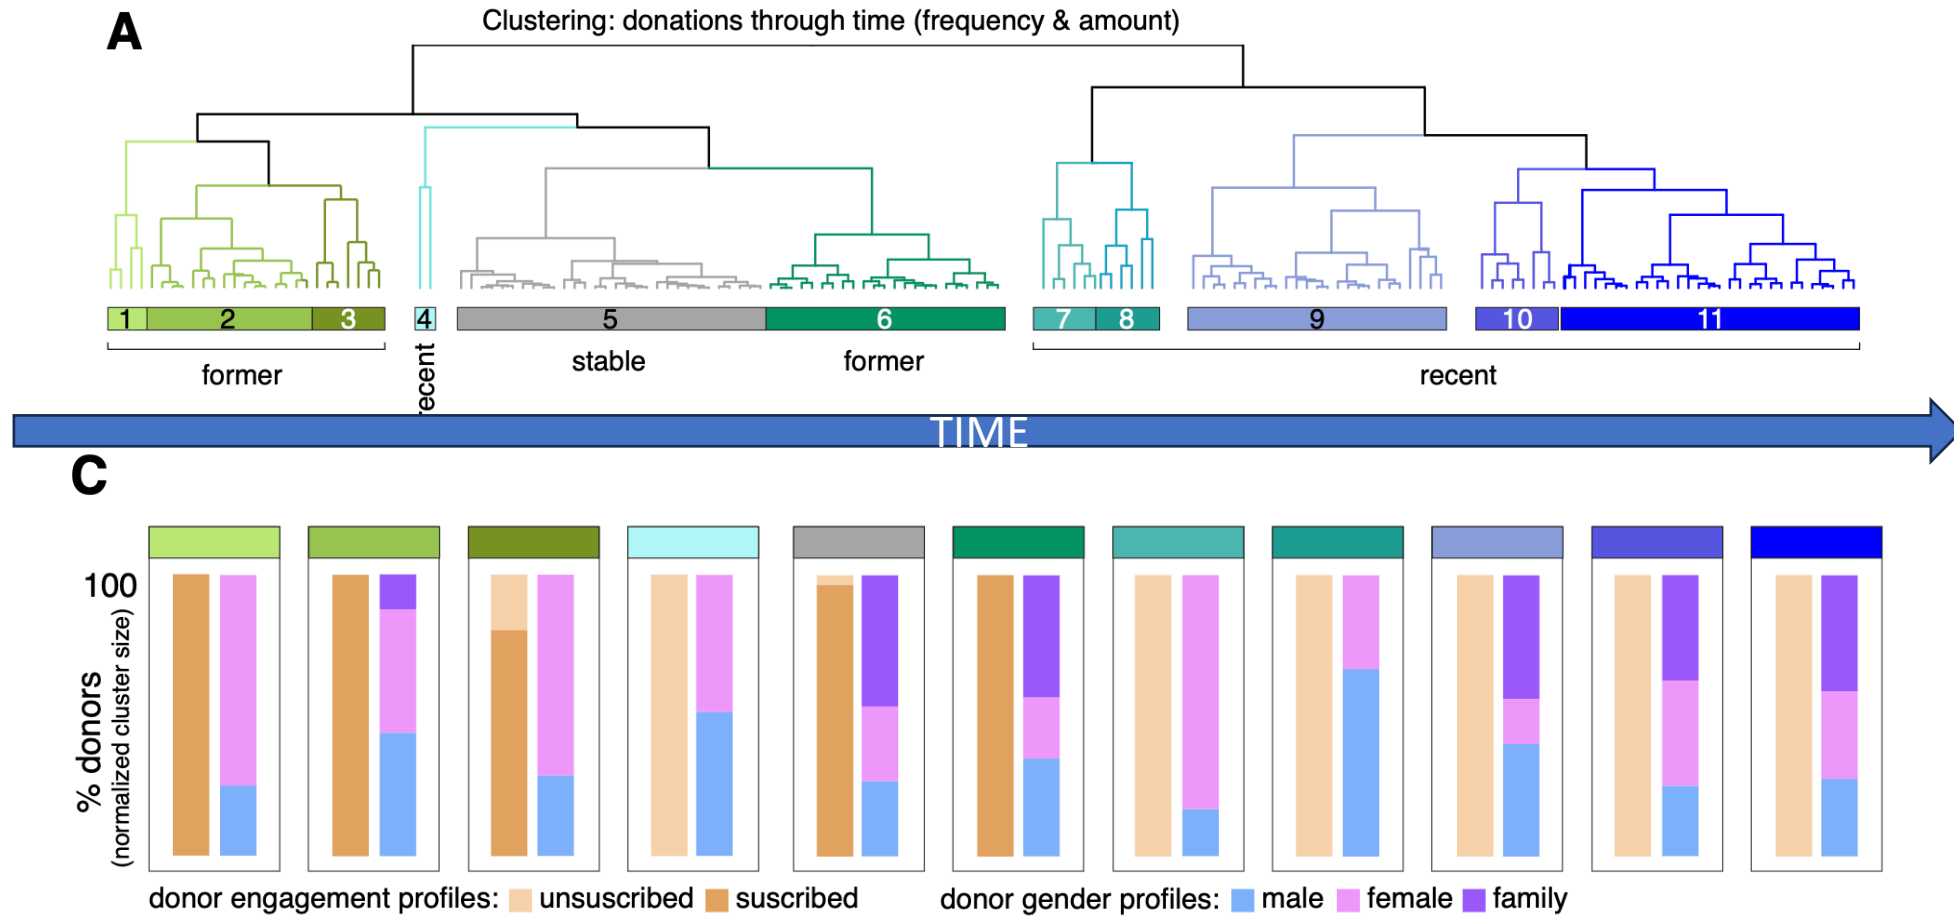 A
Clustering: donations through time (frequency & amount)
1 2 3 4 5 6 7 8 9 10 11
former recent stable former recent
TIME
C
100
% donors
(normalized cluster size)
donor engagement profiles: unsuscribed suscribed donor gender profiles: male female family